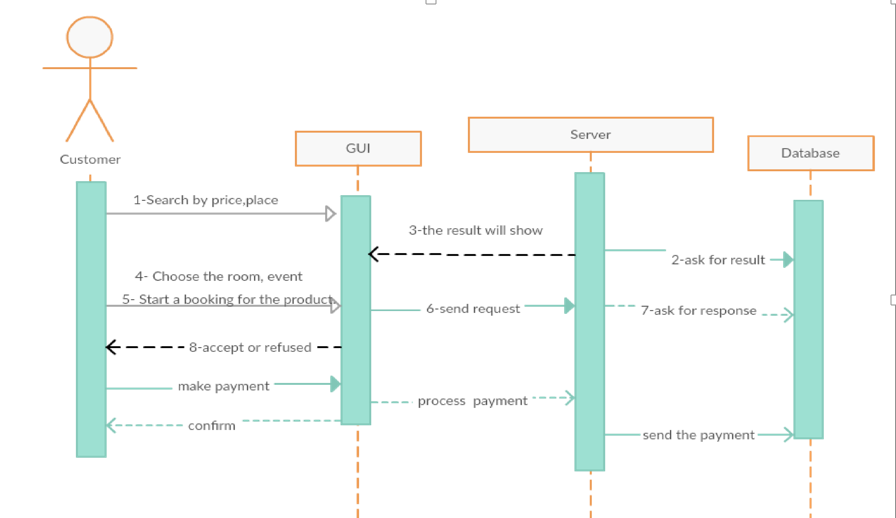 Customer
GUI
Server
Database
1-Search by price,place
3-the result will show
2-ask for result
4- Choose the room, event
5- Start a booking for the product
6-send request
7-ask for response
8-accept or refused
make payment
process  payment
confirm
send the payment